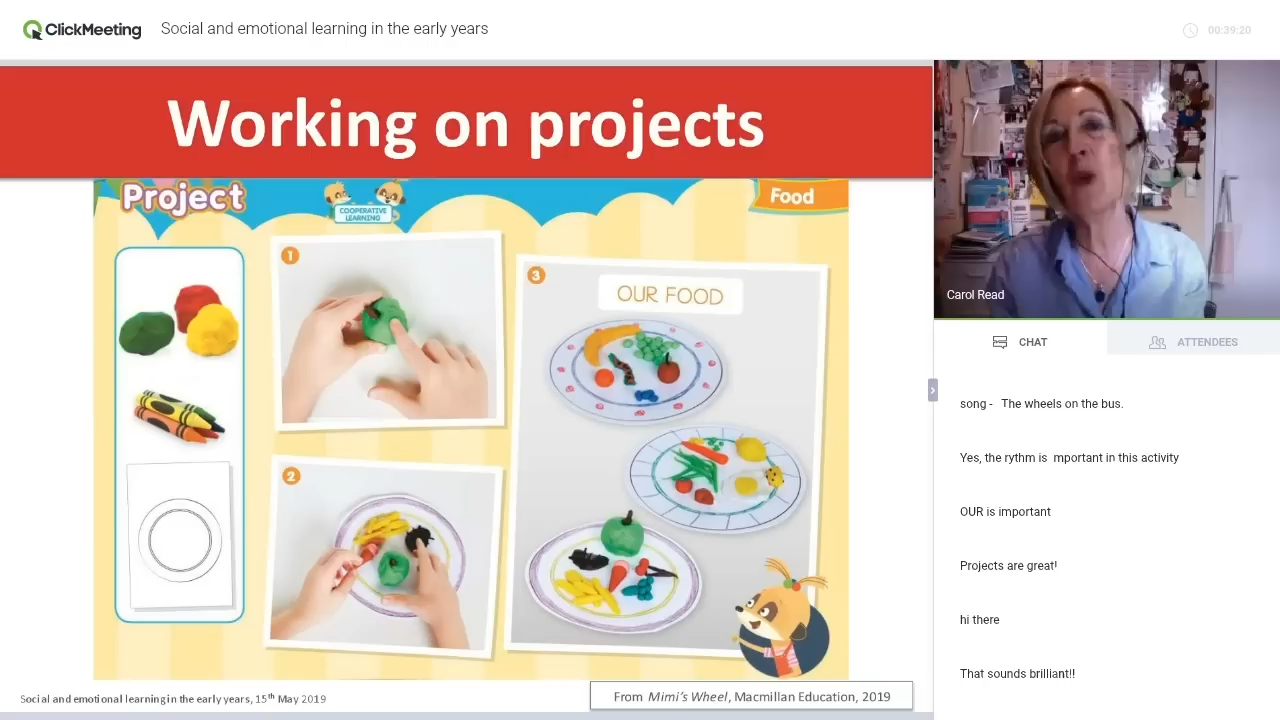 ClickMeeting
Social and emotional learning in the early years
00:39:20
Working on projects
Project
COOPERATIVE
LEARNING
Food
1
2
3
OUR FOOD
Social and emotional learning in the early years, 15th May 2019
From Mimi's Wheel, Macmillan Education, 2019
Carol Read
CHAT
ATTENDEES
song - The wheels on the bus.
Yes, the rythm is mportant in this activity
OUR is important
Projects are great!
hi there
That sounds brilliant!!